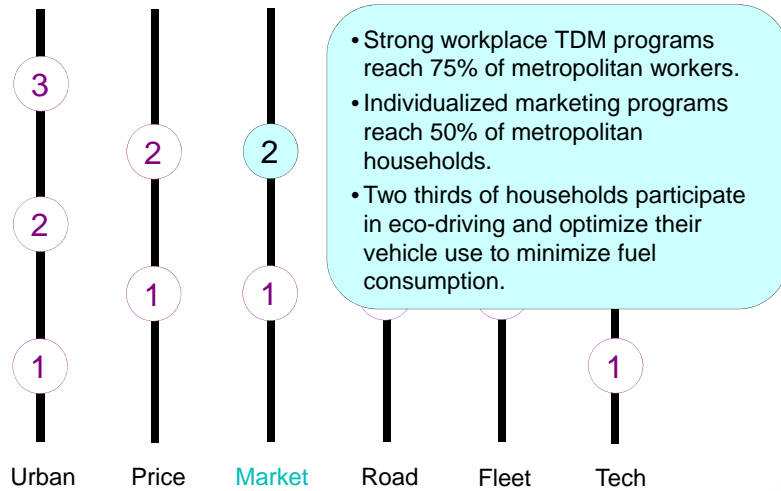 • Strong workplace TDM programs
reach 75% of metropolitan workers.
• Individualized marketing programs
reach 50% of metropolitan
households.
• Two thirds of households participate
in eco-driving and optimize their
vehicle use to minimize fuel
consumption.
3
2 2
2
1 1
1 1
Urban Price Market Road Fleet Tech